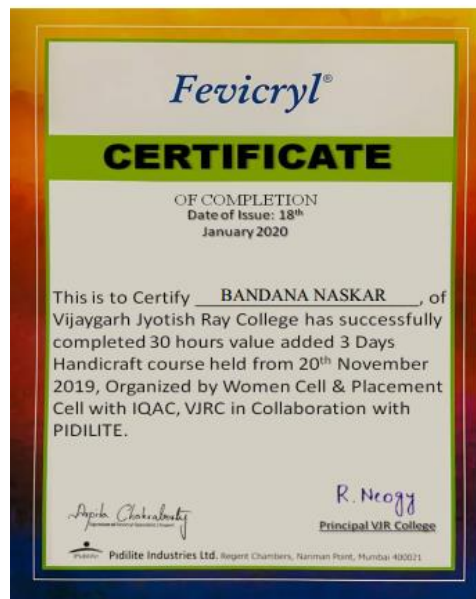 Fevicryl®
CERTIFICATE
OF COMPLETION
Date of Issue: 18th
January 2020
This is to Certify BANDANA NASKAR, of
Vijaygarh Jyotish Ray College has successfully
completed 30 hours value added 3 Days
Handicraft course held from 20th November
2019, Organized by Women Cell & Placement
Cell with IQAC, VJRC in Collaboration with
PIDILITE.
Arpita Chakraborty
R. Neogy
Principal VJR College
Pidilite
Pidilite Industries Ltd. Regent Chambers, Nariman Point, Mumbai 400021